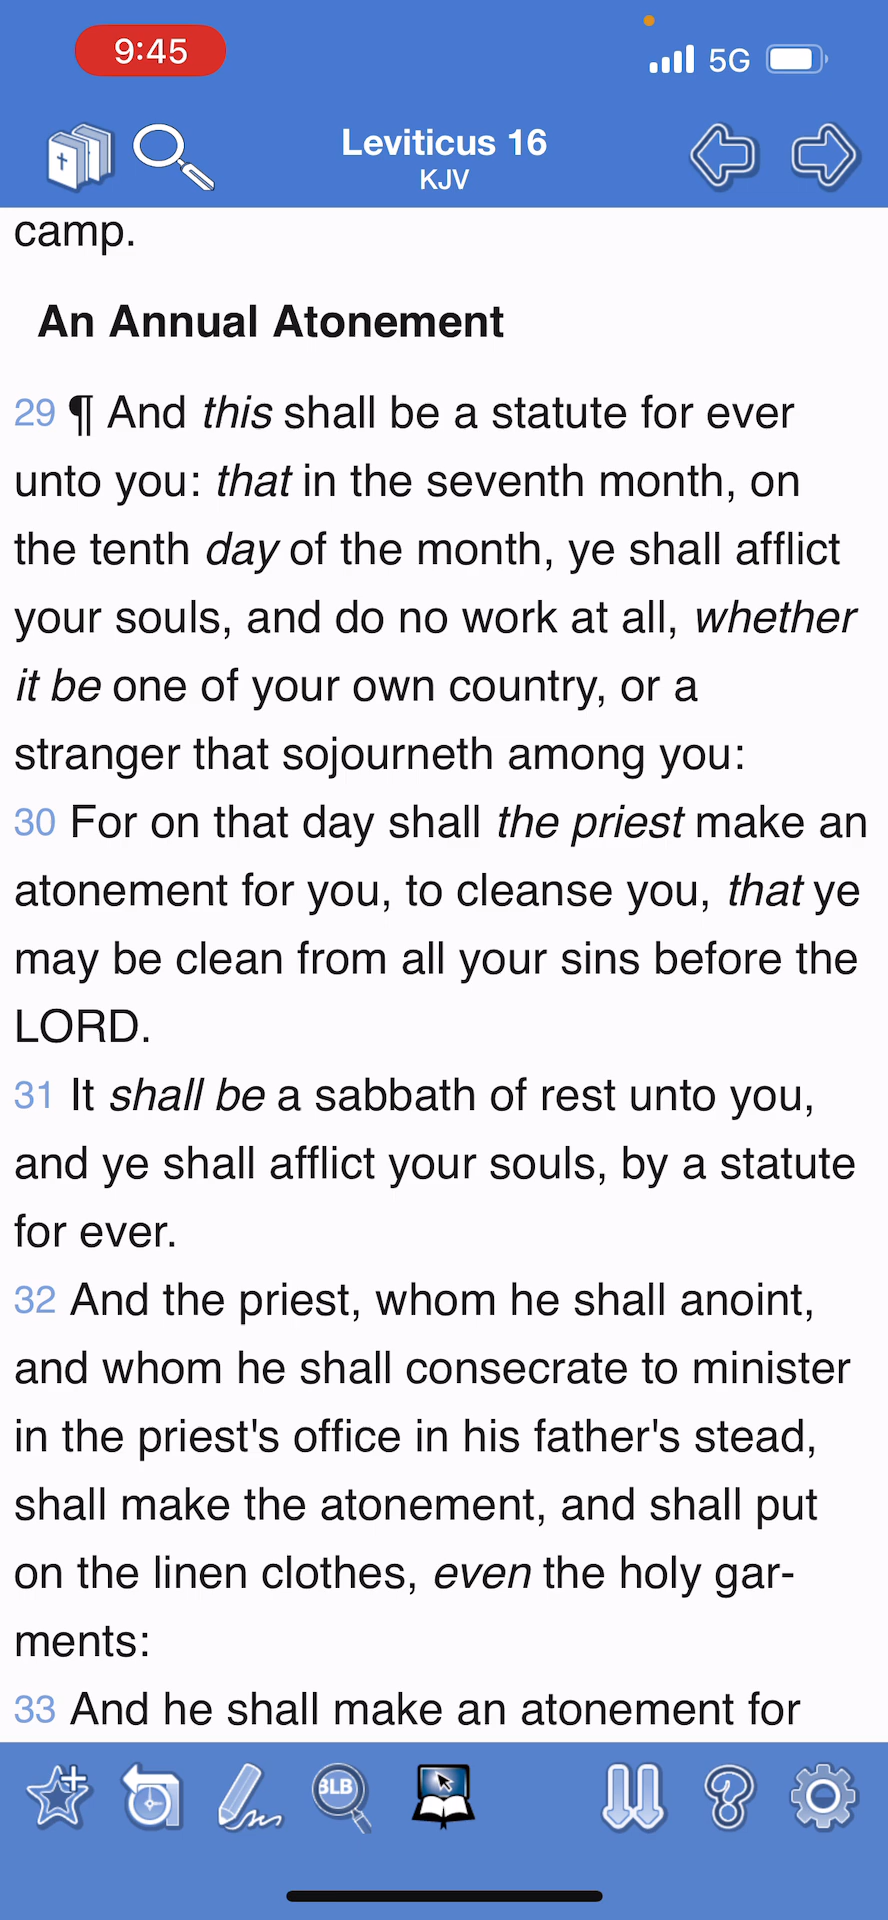 9:45
5G
Leviticus 16
KJV
camp.
An Annual Atonement
29 ¶ And this shall be a statute for ever
unto you: that in the seventh month, on
the tenth day of the month, ye shall afflict
your souls, and do no work at all, whether
it be one of your own country, or a
stranger that sojourneth among you:
30 For on that day shall the priest make an
atonement for you, to cleanse you, that ye
may be clean from all your sins before the
LORD.
31 It shall be a sabbath of rest unto you,
and ye shall afflict your souls, by a statute
for ever.
32 And the priest, whom he shall anoint,
and whom he shall consecrate to minister
in the priest's office in his father's stead,
shall make the atonement, and shall put
on the linen clothes, even the holy gar-
ments:
33 And he shall make an atonement for
BLB